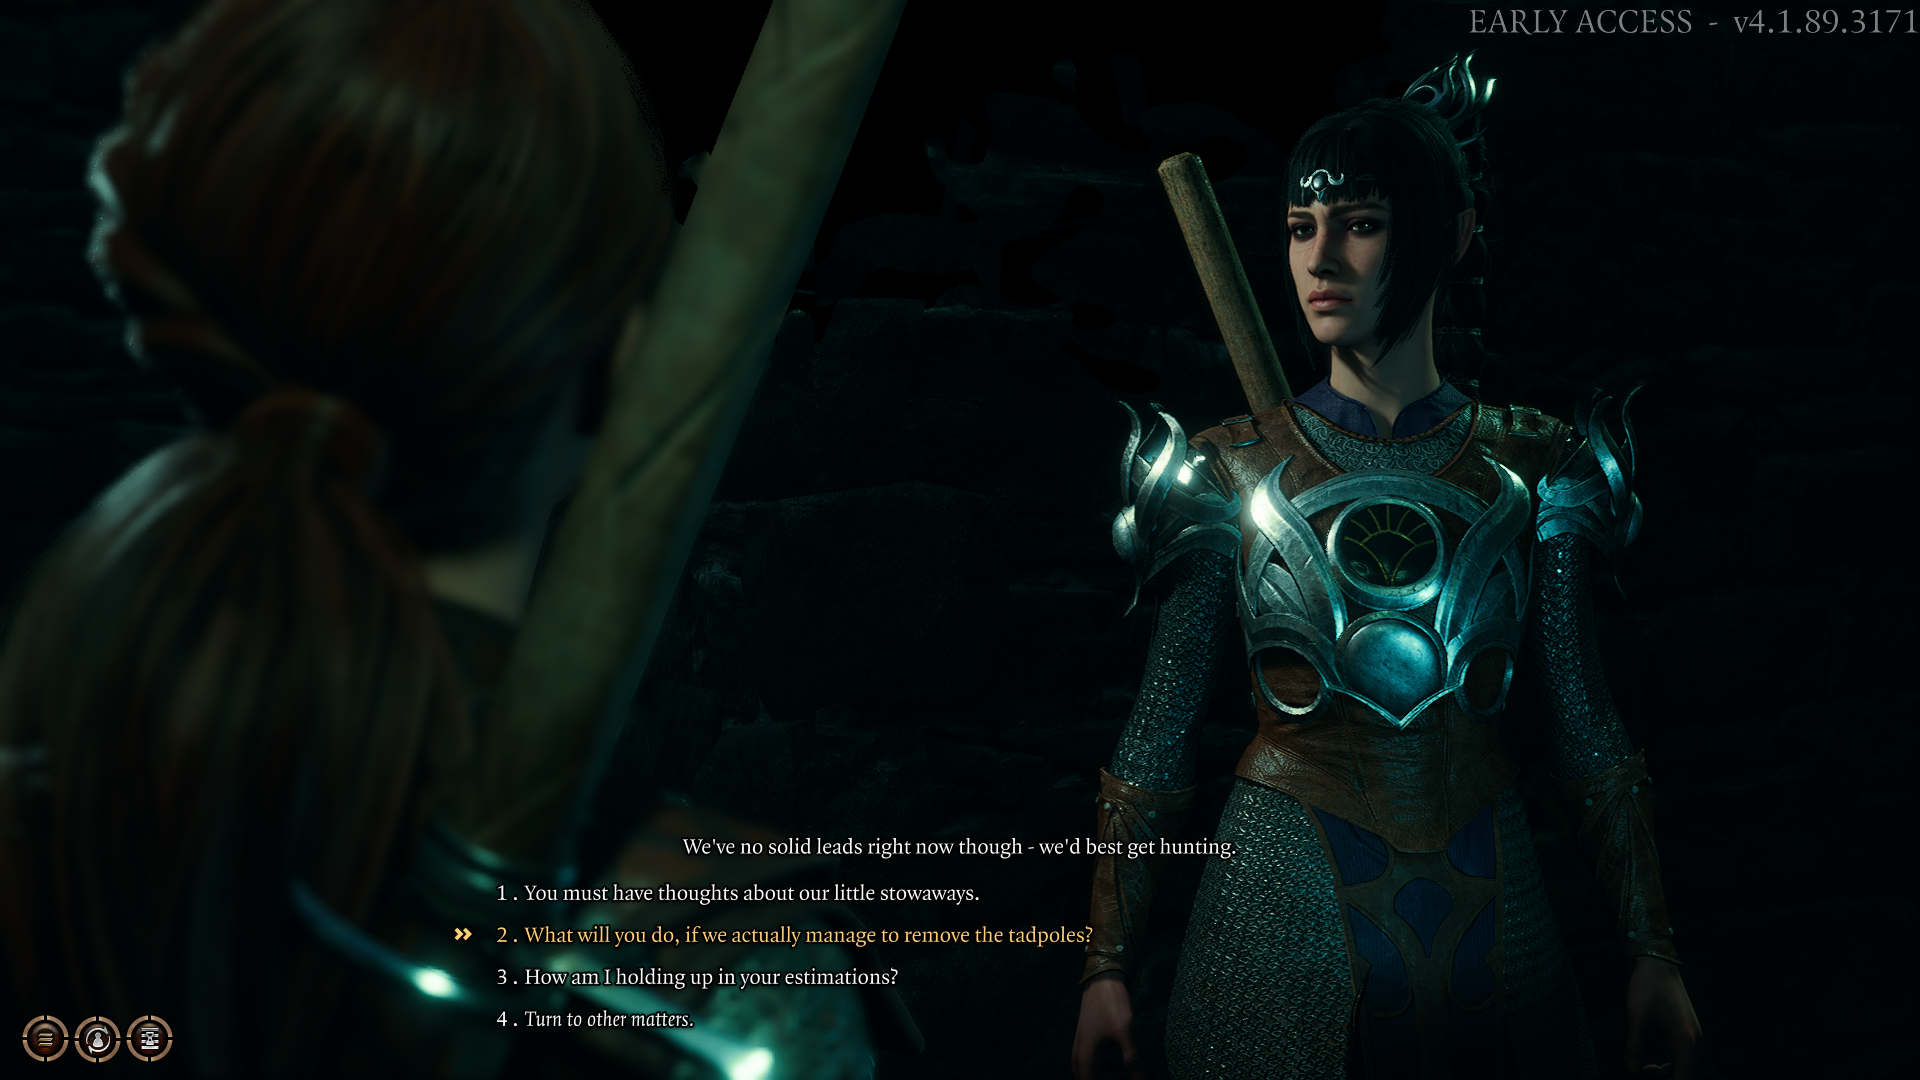 EARLY ACCESS - v4.1.89.3171
We've no solid leads right now though - we'd best get hunting.
1 . You must have thoughts about our little stowaways.
2 . What will you do, if we actually manage to remove the tadpoles?
3 . How am I holding up in your estimations?
4 . Turn to other matters.